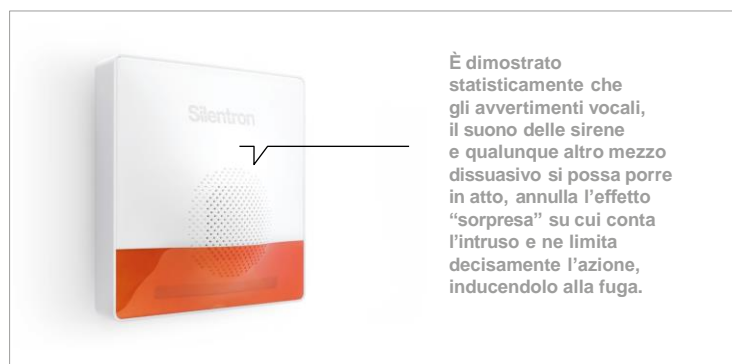 Silentron
È dimostrato
statisticamente che
gli avvertimenti vocali,
il suono delle sirene
e qualunque altro mezzo
dissuasivo si possa porre
in atto, annulla l’effetto
“sorpresa” su cui conta
l’intruso e ne limita
decisamente l’azione,
inducendolo alla fuga.